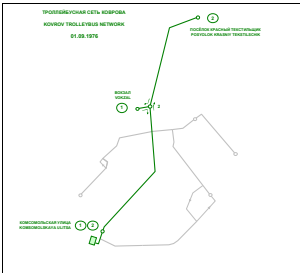 ТРОЛЛЕЙБУСНАЯ СЕТЬ КОВРОВА
KOVROV TROLLEYBUS NETWORK
01.09.1976
2
ПОСЁЛОК КРАСНЫЙ ТЕКСТИЛЬЩИК
POSYOLOK KRASNIY TEKSTILSCHIK
ВОКЗАЛ
VOKZAL
1
2
КОМСОМОЛЬСКАЯ УЛИЦА
KOMSOMOLSKAYA ULITSA
1 2